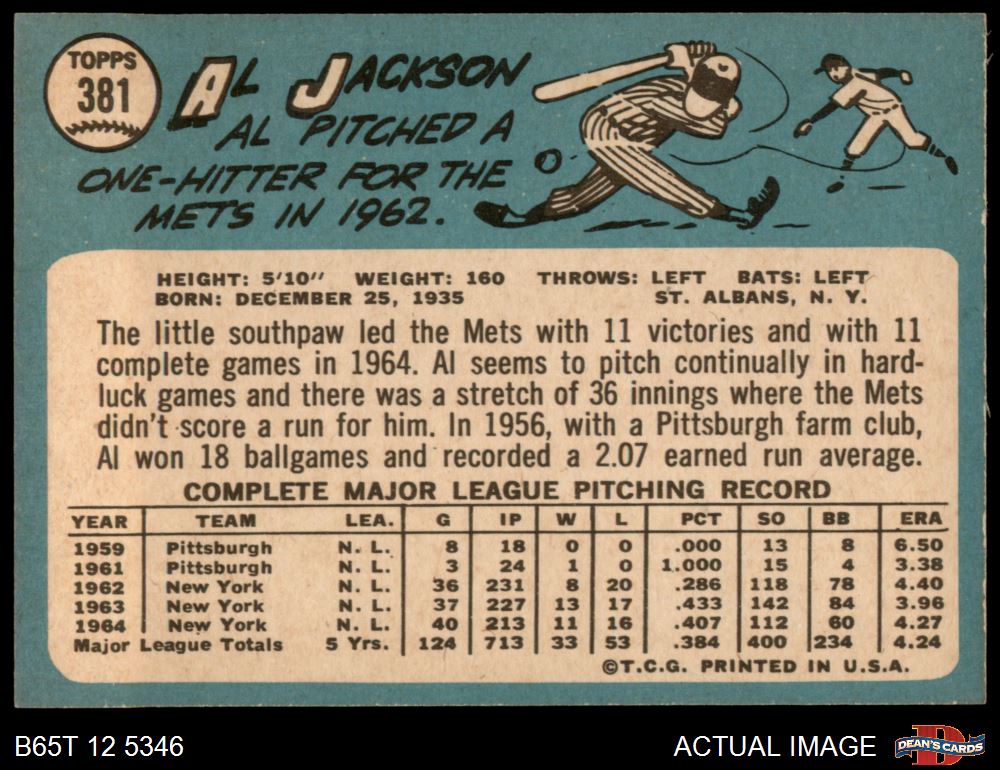 TOPPS
381
AL JACKSON
AL PITCHED A
ONE-HITTER FOR THE
METS IN 1962.
HEIGHT: 5'10" WEIGHT: 160 THROWS: LEFT BATS: LEFT
BORN: DECEMBER 25, 1935 ST. ALBANS, N. Y.
The little southpaw led the Mets with 11 victories and with 11
complete games in 1964. Al seems to pitch continually in hard-
luck games and there was a stretch of 36 innings where the Mets
didn't score a run for him. In 1956, with a Pittsburgh farm club,
Al won 18 ballgames and recorded a 2.07 earned run average.
COMPLETE MAJOR LEAGUE PITCHING RECORD
YEAR TEAM LEA. G IP W L PCT SO BB ERA
1959 Pittsburgh N. L. 8 18 0 0 .000 13 8 6.50
1961 Pittsburgh N. L. 3 24 1 0 1.000 15 4 3.38
1962 New York N. L. 36 231 8 20 .286 118 78 4.40
1963 New York N. L. 37 227 13 17 .433 142 84 3.96
1964 New York N. L. 40 213 11 16 .407 112 60 4.27
Major League Totals 5 Yrs. 124 713 33 53 .384 400 234 4.24
©T.C.G. PRINTED IN U.S.A.
B65T 12 5346 ACTUAL IMAGE
D
DEAN'S CARDS